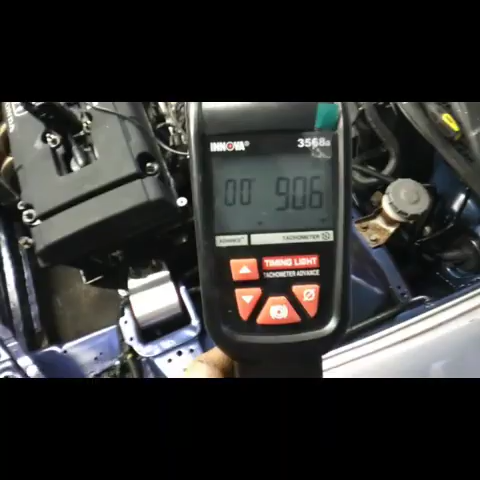 INNOVA®
3568
00 906
ADVANCE°
TACHOMETER
TIMING LIGHT
TACHOMETER ADVANCE